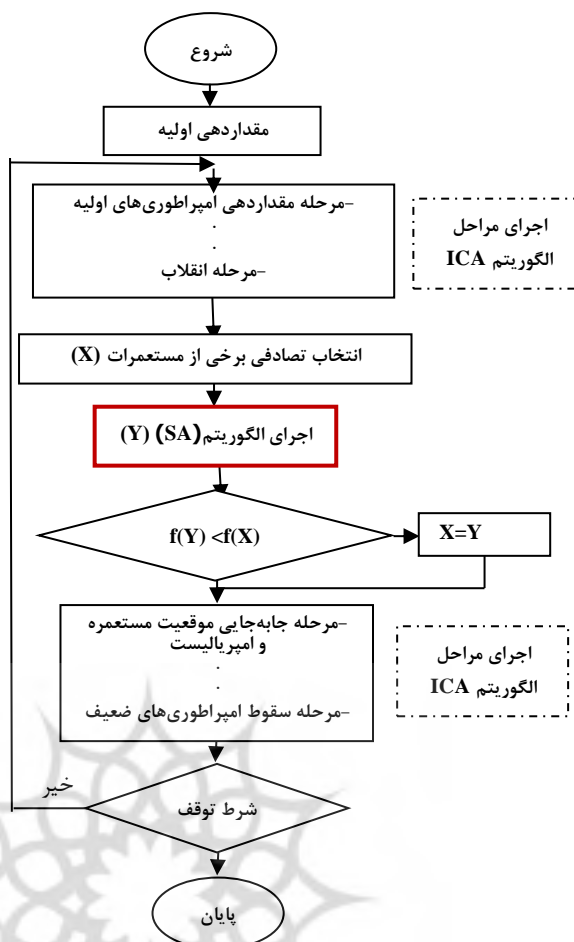 شروع
مقداردهی اولیه
-مرحله مقداردهی امپراطوری‌های اولیه
.
.
-مرحله انقلاب
اجرای مراحل
الگوریتم ICA
انتخاب تصادفی برخی از مستعمرات (X)
اجرای الگوریتم(SA) (Y)
f(Y) <f(X)
X=Y
-مرحله جابه‌جایی موقعیت مستعمره
و امپریالیست
.
.
-مرحله سقوط امپراطوری‌های ضعیف
اجرای مراحل
الگوریتم ICA
خیر
شرط توقف
پایان